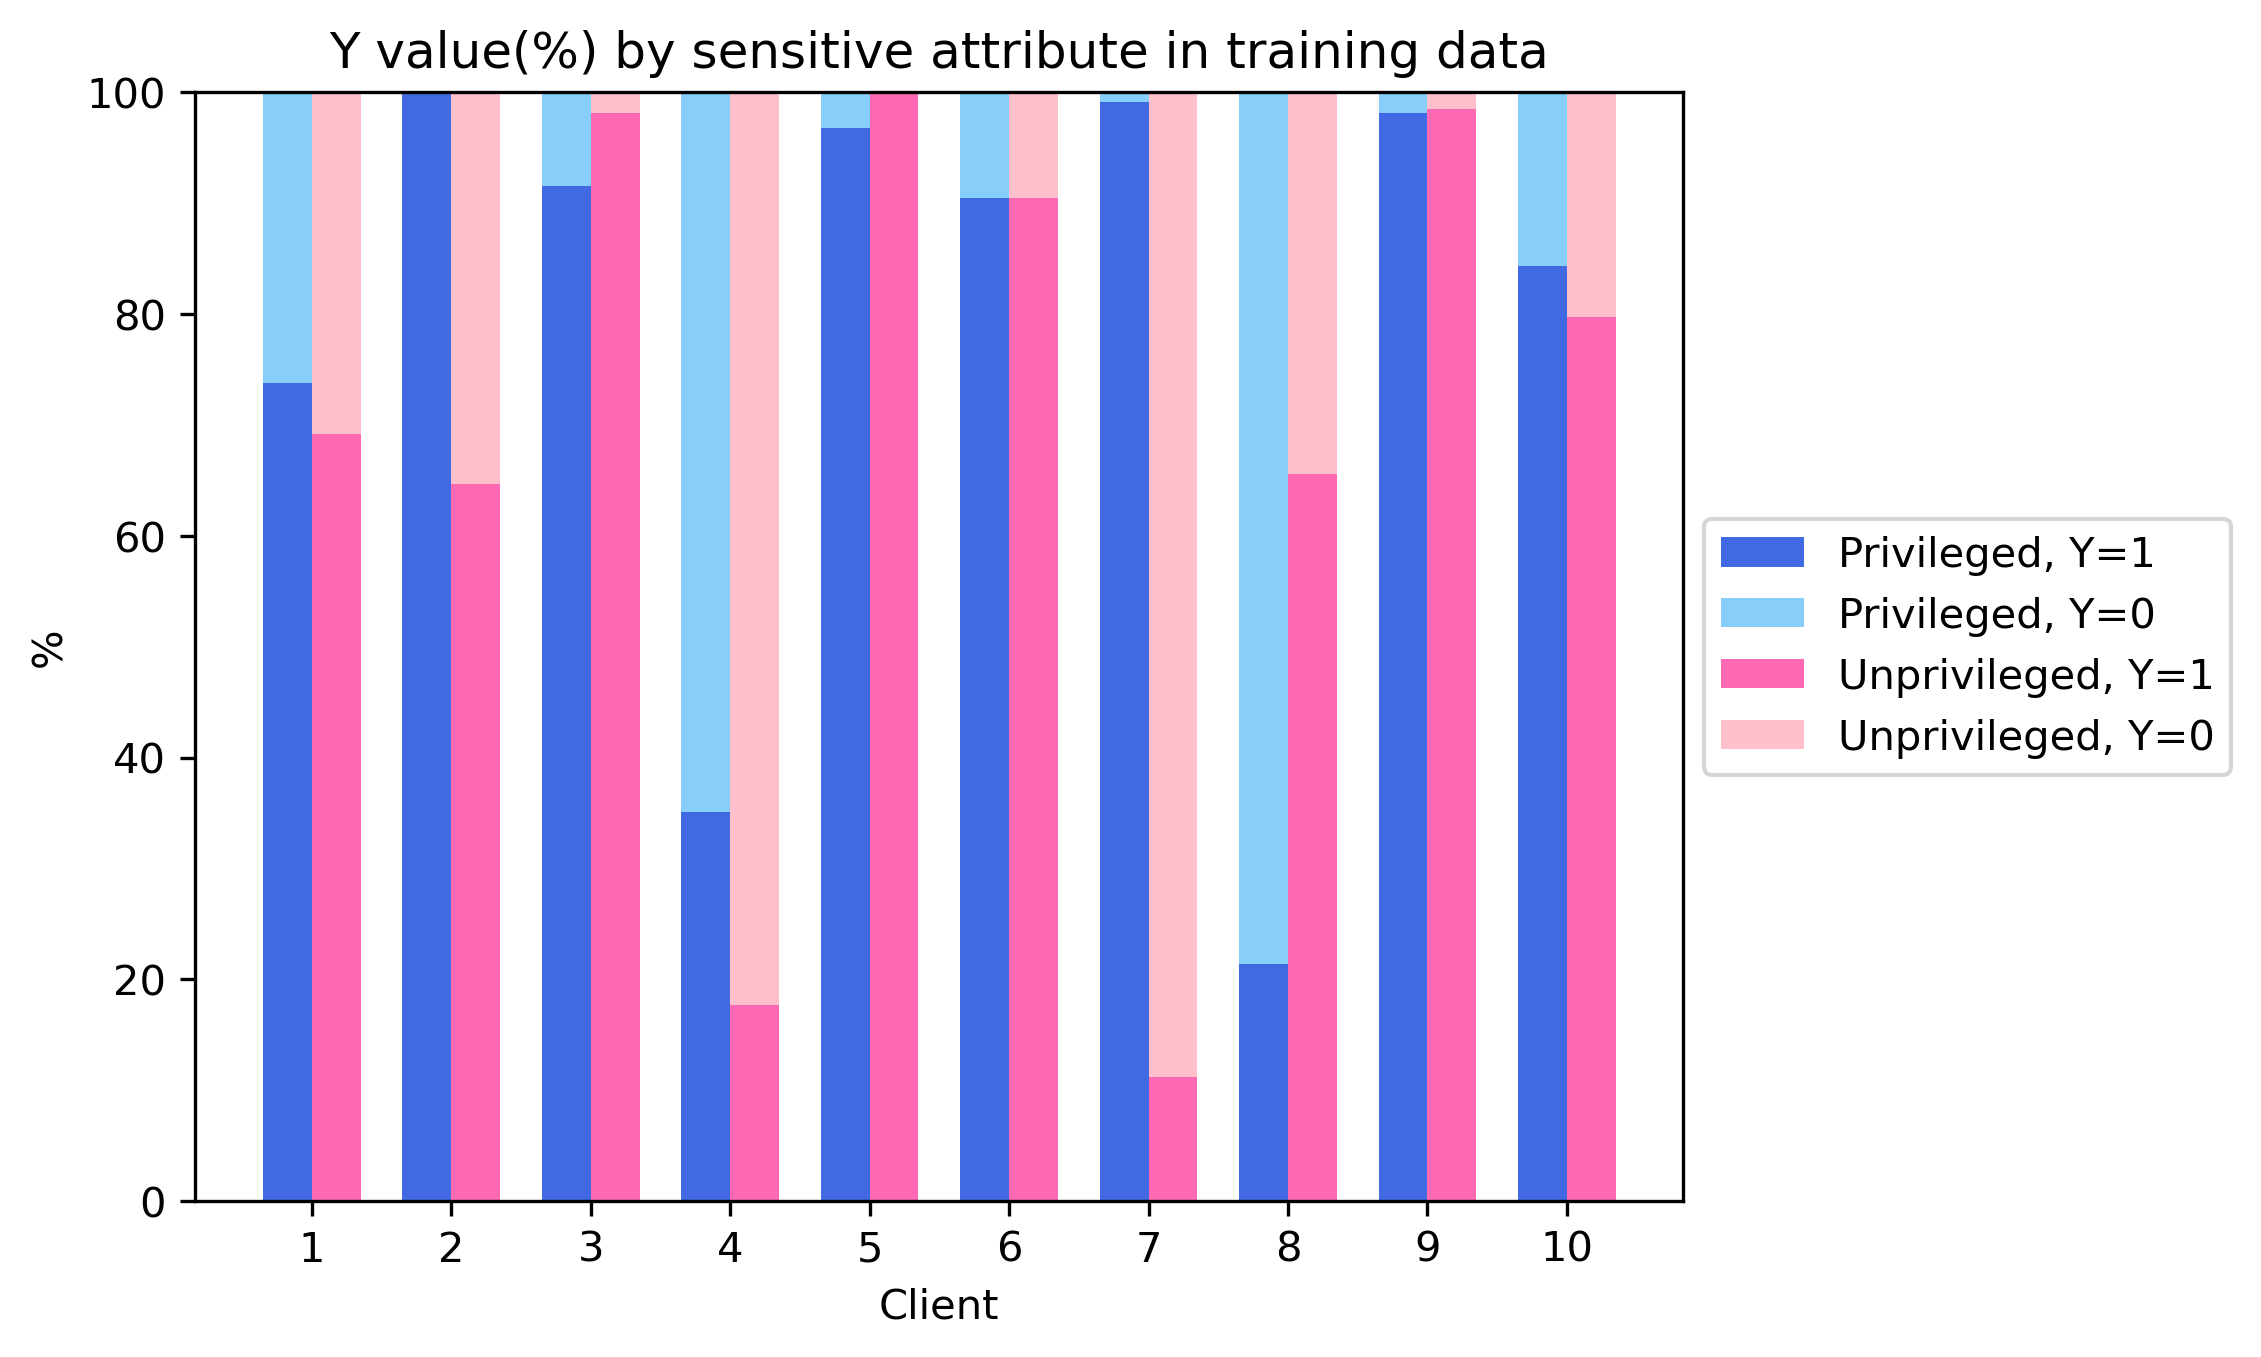 Y value(%) by sensitive attribute in training data
100
80
60
40
20
0
%
1 2 3 4 5 6 7 8 9 10
Client
Privileged, Y=1
Privileged, Y=0
Unprivileged, Y=1
Unprivileged, Y=0